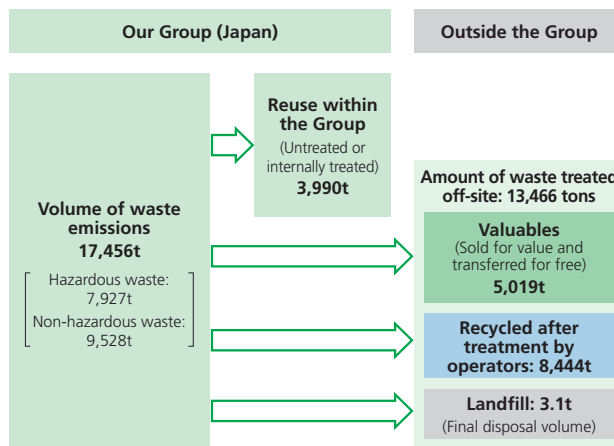 Our Group (Japan)
Outside the Group
Reuse within
the Group
(Untreated or
internally treated)
3,990t
Volume of waste
emissions
17,456t
Hazardous waste:
7,927t
Non-hazardous waste:
9,528t
Amount of waste treated
off-site: 13,466 tons
Valuables
(Sold for value and
transferred for free)
5,019t
Recycled after
treatment by
operators: 8,444t
Landfill: 3.1t
(Final disposal volume)